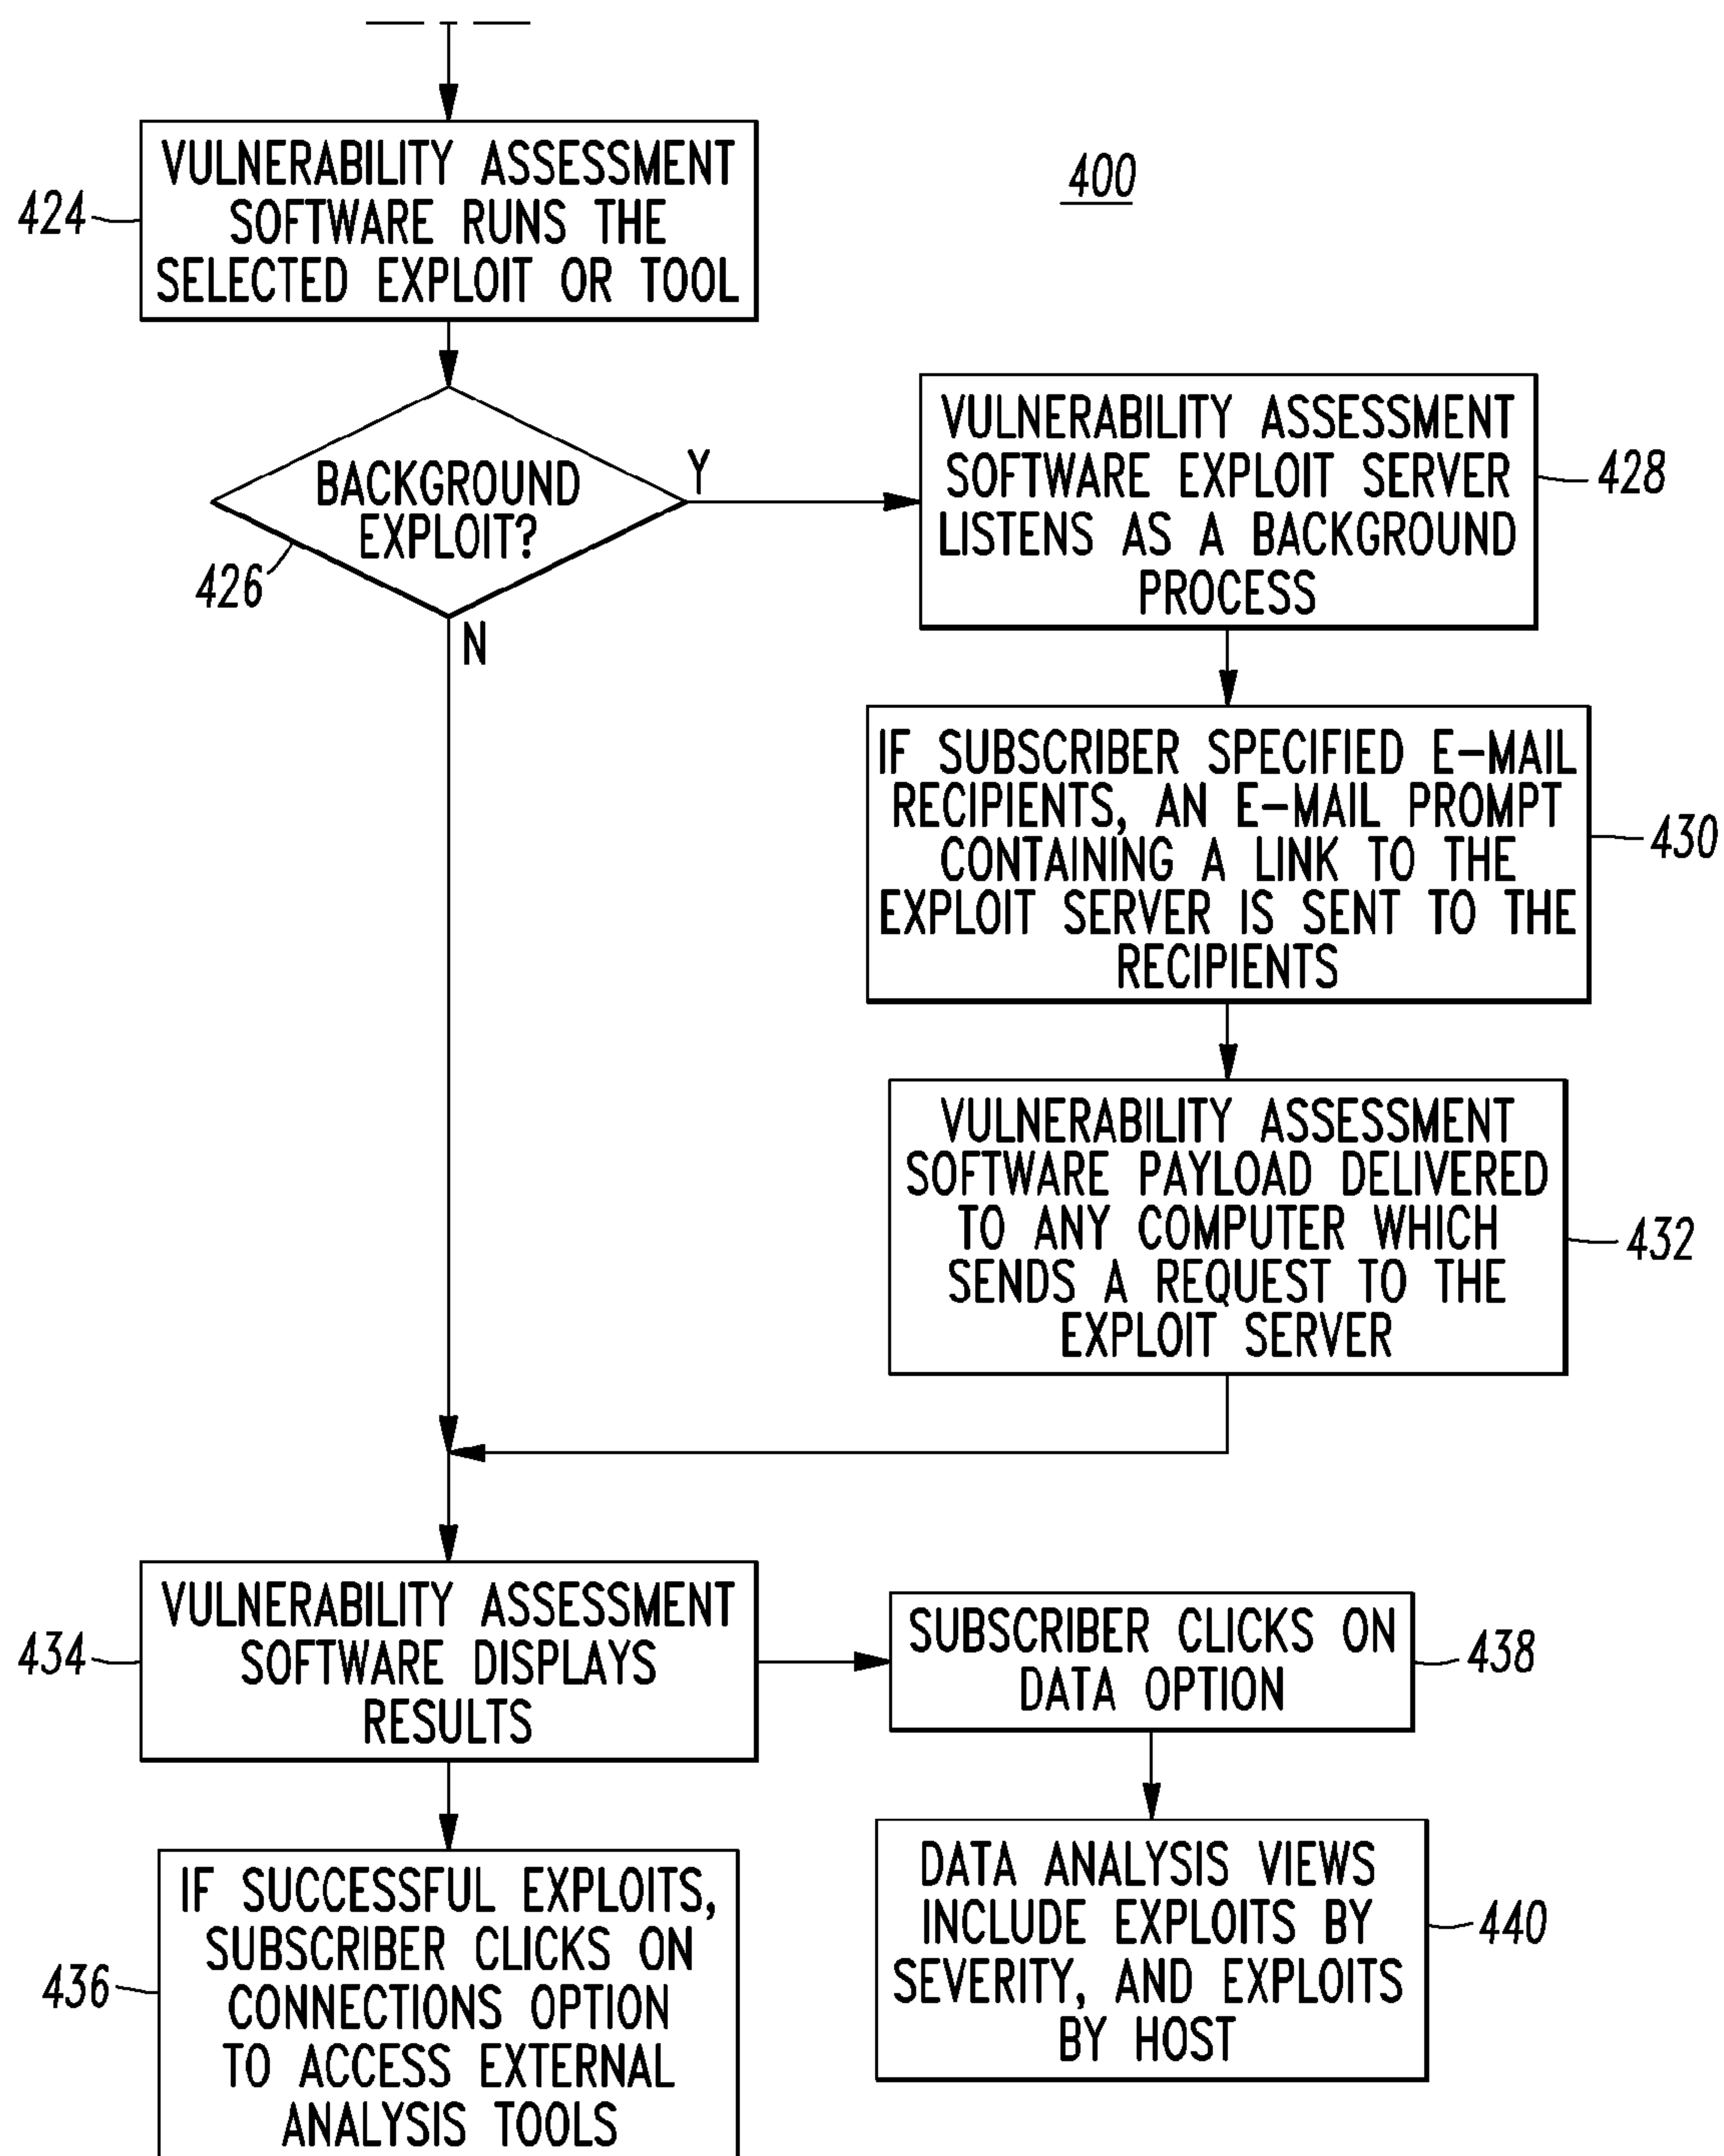 400
424
VULNERABILITY ASSESSMENT
SOFTWARE RUNS THE
SELECTED EXPLOIT OR TOOL
BACKGROUND
EXPLOIT?
426
Y
N
VULNERABILITY ASSESSMENT
SOFTWARE EXPLOIT SERVER
LISTENS AS A BACKGROUND
PROCESS
428
IF SUBSCRIBER SPECIFIED E-MAIL
RECIPIENTS, AN E-MAIL PROMPT
CONTAINING A LINK TO THE
EXPLOIT SERVER IS SENT TO THE
RECIPIENTS
430
VULNERABILITY ASSESSMENT
SOFTWARE PAYLOAD DELIVERED
TO ANY COMPUTER WHICH
SENDS A REQUEST TO THE
EXPLOIT SERVER
432
434
VULNERABILITY ASSESSMENT
SOFTWARE DISPLAYS
RESULTS
SUBSCRIBER CLICKS ON
DATA OPTION
438
436
IF SUCCESSFUL EXPLOITS,
SUBSCRIBER CLICKS ON
CONNECTIONS OPTION
TO ACCESS EXTERNAL
ANALYSIS TOOLS
DATA ANALYSIS VIEWS
INCLUDE EXPLOITS BY
SEVERITY, AND EXPLOITS
BY HOST
440